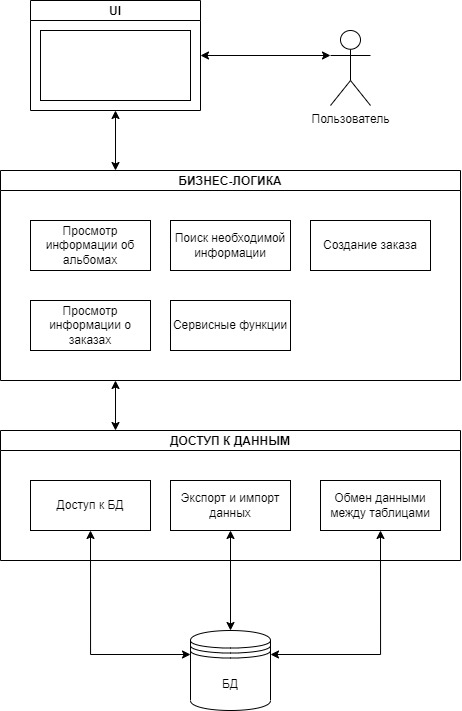 UI
Пользователь
БИЗНЕС-ЛОГИКА
Просмотр
информации об
альбомах
Поиск необходимой
информации
Создание заказа
Просмотр
информации о
заказах
Сервисные функции
ДОСТУП К ДАННЫМ
Доступ к БД
Экспорт и импорт
данных
Обмен данными
между таблицами
БД